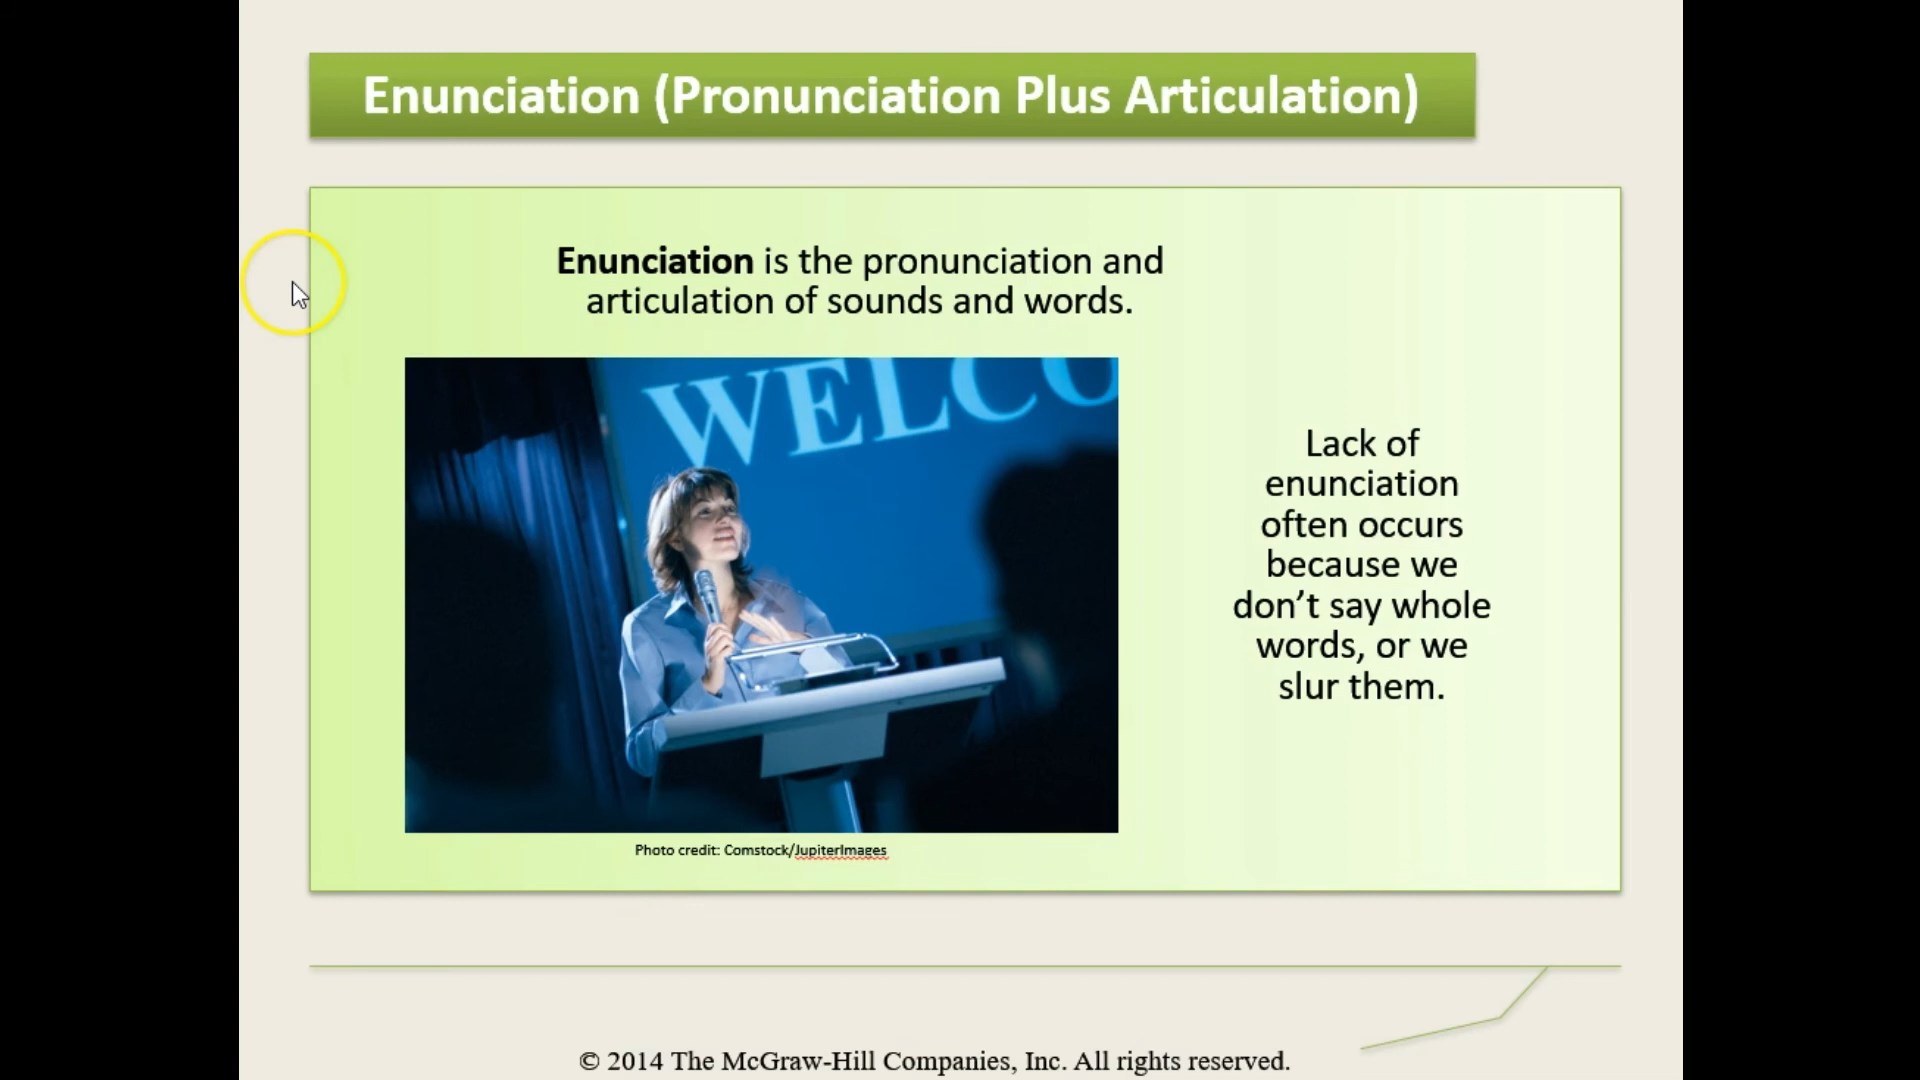 Enunciation (Pronunciation Plus Articulation)
Enunciation is the pronunciation and
articulation of sounds and words.
WELCO
Lack of
enunciation
often occurs
because we
don’t say whole
words, or we
slur them.
Photo credit: Comstock/JupiterImages
© 2014 The McGraw-Hill Companies, Inc. All rights reserved.